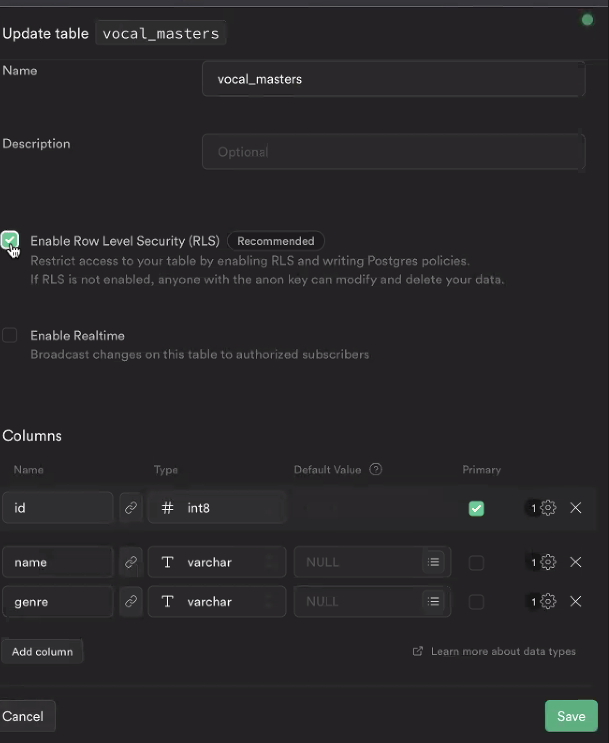 Update table vocal_masters
Name
vocal_masters
Description
Optional
Enable Row Level Security (RLS) Recommended
Restrict access to your table by enabling RLS and writing Postgres policies.
If RLS is not enabled, anyone with the anon key can modify and delete your data.
Enable Realtime
Broadcast changes on this table to authorized subscribers
Columns
Name Type Default Value ? Primary
id # int8 1
name T varchar NULL 1
genre T varchar NULL 1
Add column Learn more about data types
Cancel Save